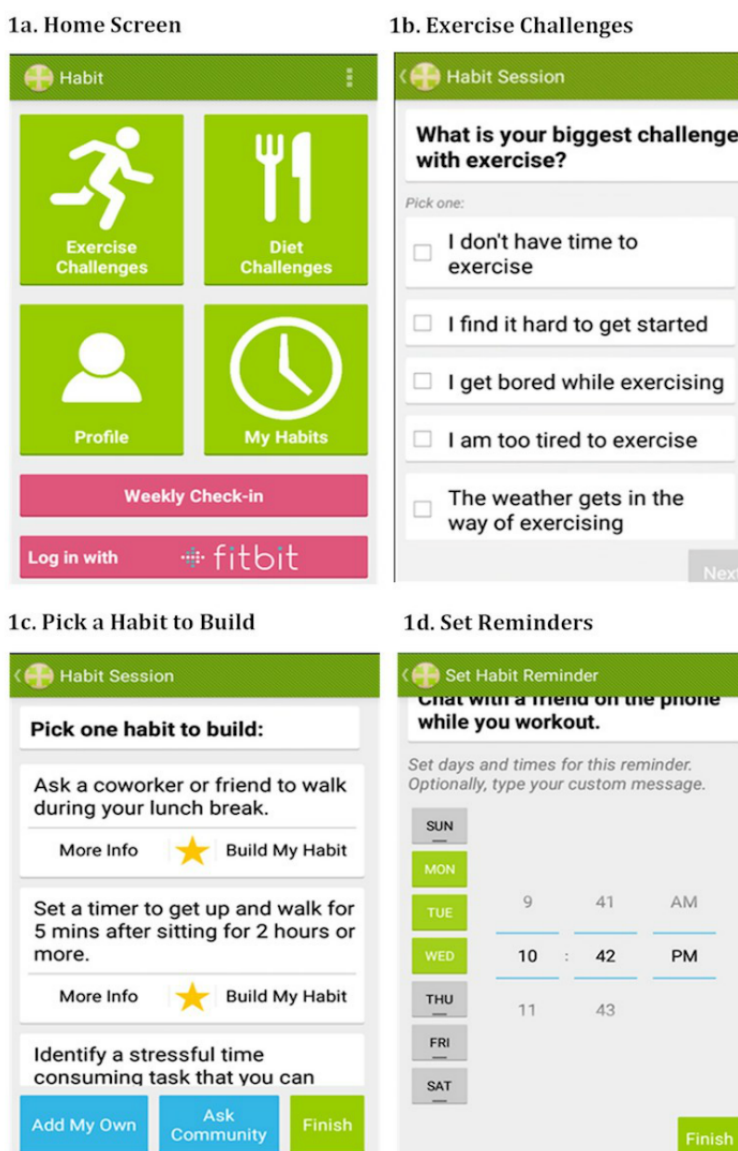 1a. Home Screen
Habit
Exercise
Challenges
Diet
Challenges
Profile
My Habits
Weekly Check-in
Log in with fitbit
1b. Exercise Challenges
Habit Session
What is your biggest challenge
with exercise?
Pick one:
I don't have time to
exercise
I find it hard to get started
I get bored while exercising
I am too tired to exercise
The weather gets in the
way of exercising
Next
1c. Pick a Habit to Build
Habit Session
Pick one habit to build:
Ask a coworker or friend to walk
during your lunch break.
More Info Build My Habit
Set a timer to get up and walk for
5 mins after sitting for 2 hours or
more.
More Info Build My Habit
Identify a stressful time
consuming task that you can
Add My Own
Ask
Community
Finish
1d. Set Reminders
Set Habit Reminder
Chat with a friend on the phone
while you workout.
Set days and times for this reminder.
Optionally, type your custom message.
SUN
MON
TUE
WED
THU
FRI
SAT
9 41 AM
10 : 42 PM
11 43
Finish